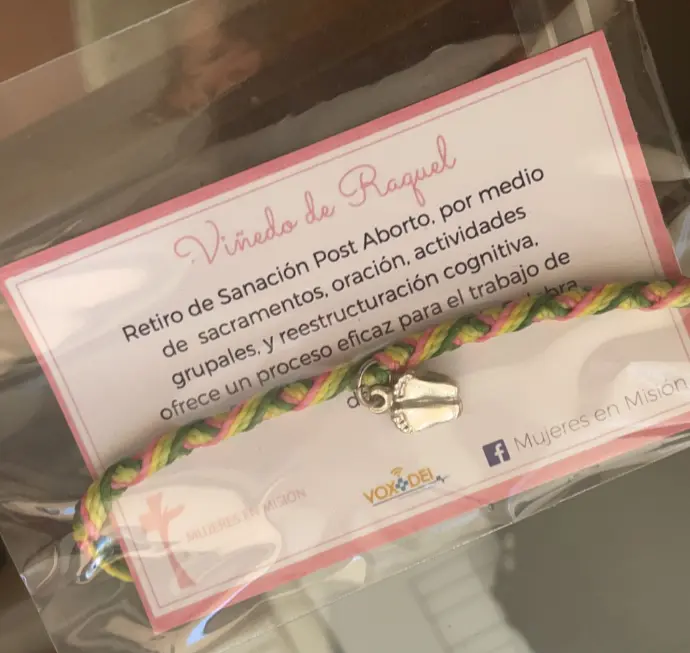 Viñedo de Raquel
Retiro de Sanación Post Aborto, por medio
de sacramentos, oración, actividades
grupales, y reestructuración cognitiva,
ofrece un proceso eficaz para el trabajo de
MUJERES EN MISION
VOX DEI
f Mujeres en Misión